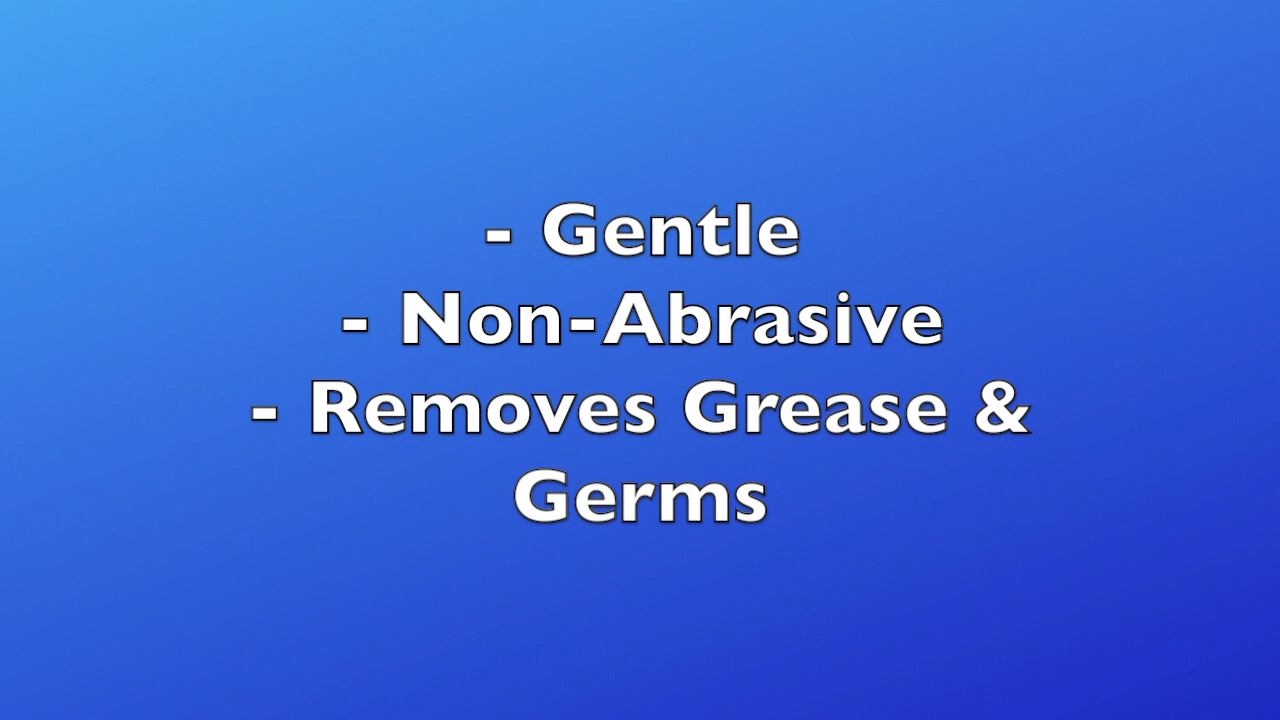 - Gentle
- Non-Abrasive
- Removes Grease &
Germs